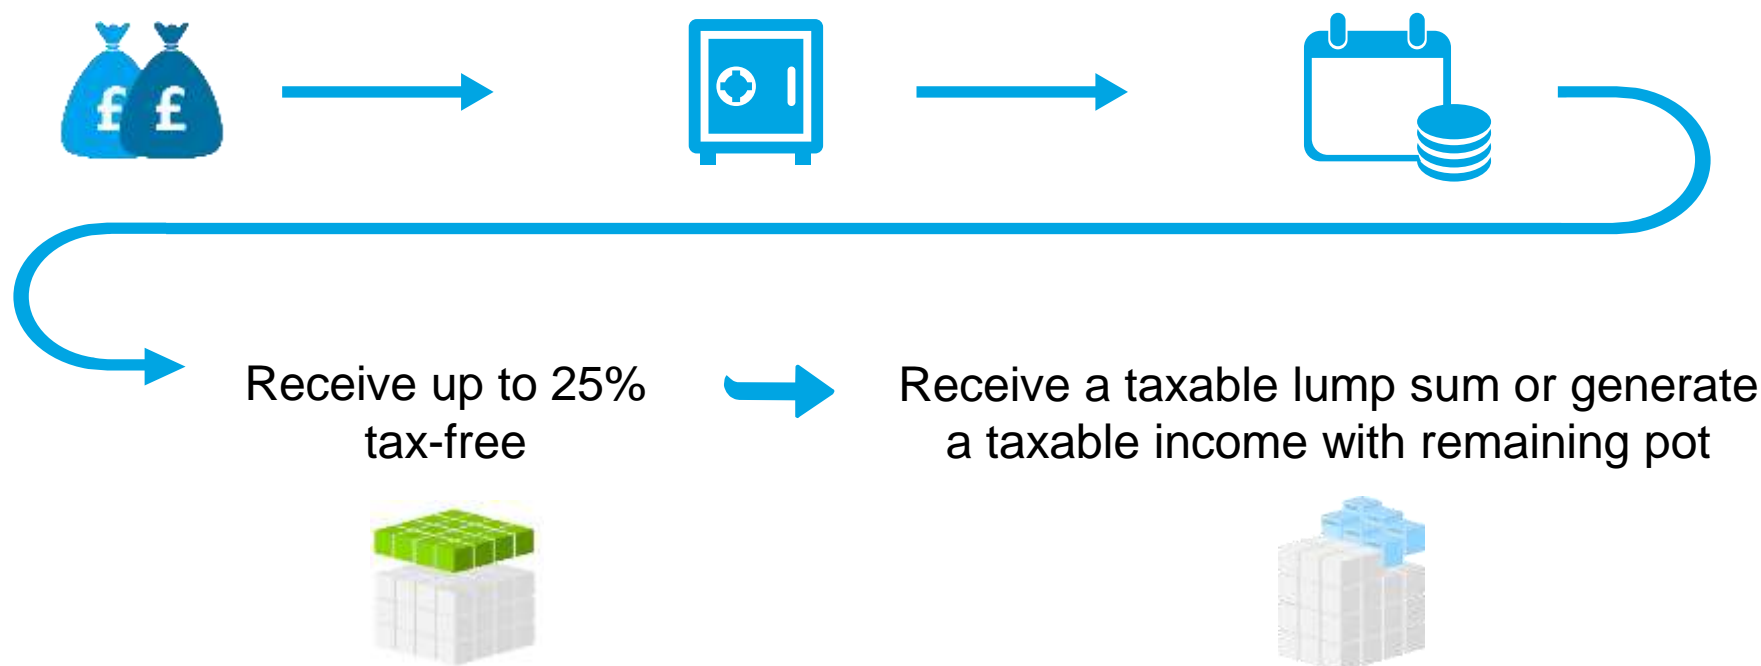 £ £
Receive up to 25%
tax-free
Receive a taxable lump sum or generate
a taxable income with remaining pot